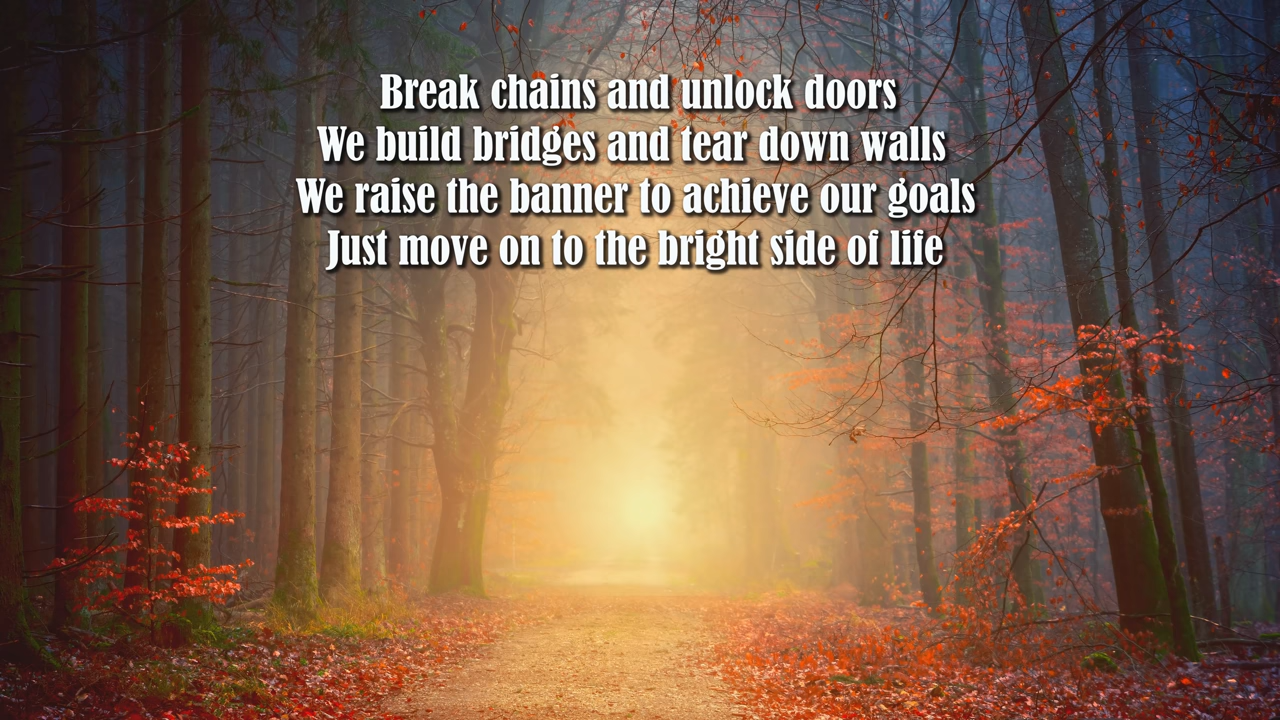 Break chains and unlock doors
We build bridges and tear down walls
We raise the banner to achieve our goals
Just move on to the bright side of life